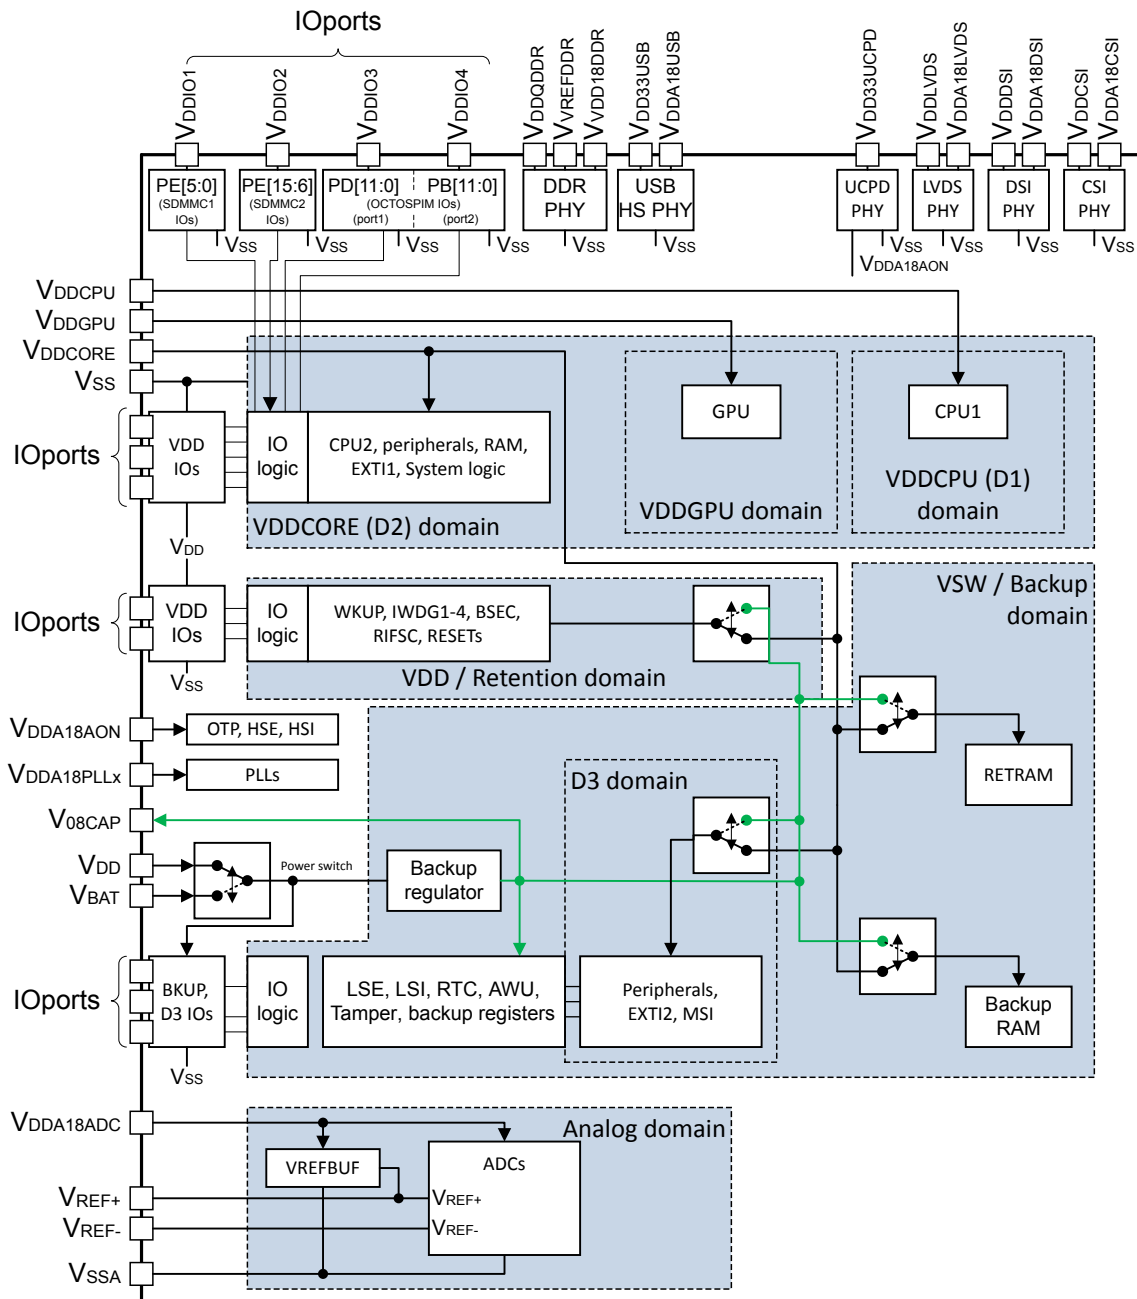 IOports
VDDIO1
VDDIO2
VDDIO3
VDDIO4
VDDQDDR
VVREFDDR
VVDD18DDR
VDD33USB
VDDA18USB
VDD33UCPD
VDDLVDS
VDDA18LVDS
VDDDSI
VDDA18DSI
VDDCSI
VDDA18CSI
PE[5:0]
(SDMMC1
IOs)
PE[15:6]
(SDMMC2
IOs)
PD[11:0]
PB[11:0]
(OCTOSPIM IOs)
(port1)
(port2)
DDR
PHY
USB
HS PHY
UCPD
PHY
LVDS
PHY
DSI
PHY
CSI
PHY
VSS
VSS
VSS
VSS
VSS
VSS
VSS
VSS
VSS
VSS
VDDA18AON
VDDCPU
VDDGPU
VDDCORE
VSS
IOports
VDD
IOs
IO
logic
CPU2, peripherals, RAM,
EXTI1, System logic
GPU
CPU1
VDDCORE (D2) domain
VDDGPU domain
VDDCPU (D1)
domain
VDD
IOports
VDD
IOs
IO
logic
WKUP, IWDG1-4, BSEC,
RIFSC, RESETs
VDD / Retention domain
VSW / Backup
domain
VSS
VDDA18AON
OTP, HSE, HSI
VDDA18PLLx
PLLs
RETRAM
D3 domain
V08CAP
VDD
VBAT
Power switch
Backup
regulator
IOports
BKUP,
D3 IOs
IO
logic
LSE, LSI, RTC, AWU,
Tamper, backup registers
Peripherals,
EXTI2, MSI
Backup
RAM
VSS
VDDA18ADC
Analog domain
VREFBUF
ADCs
VREF+
VREF+
VREF-
VREF-
VSSA